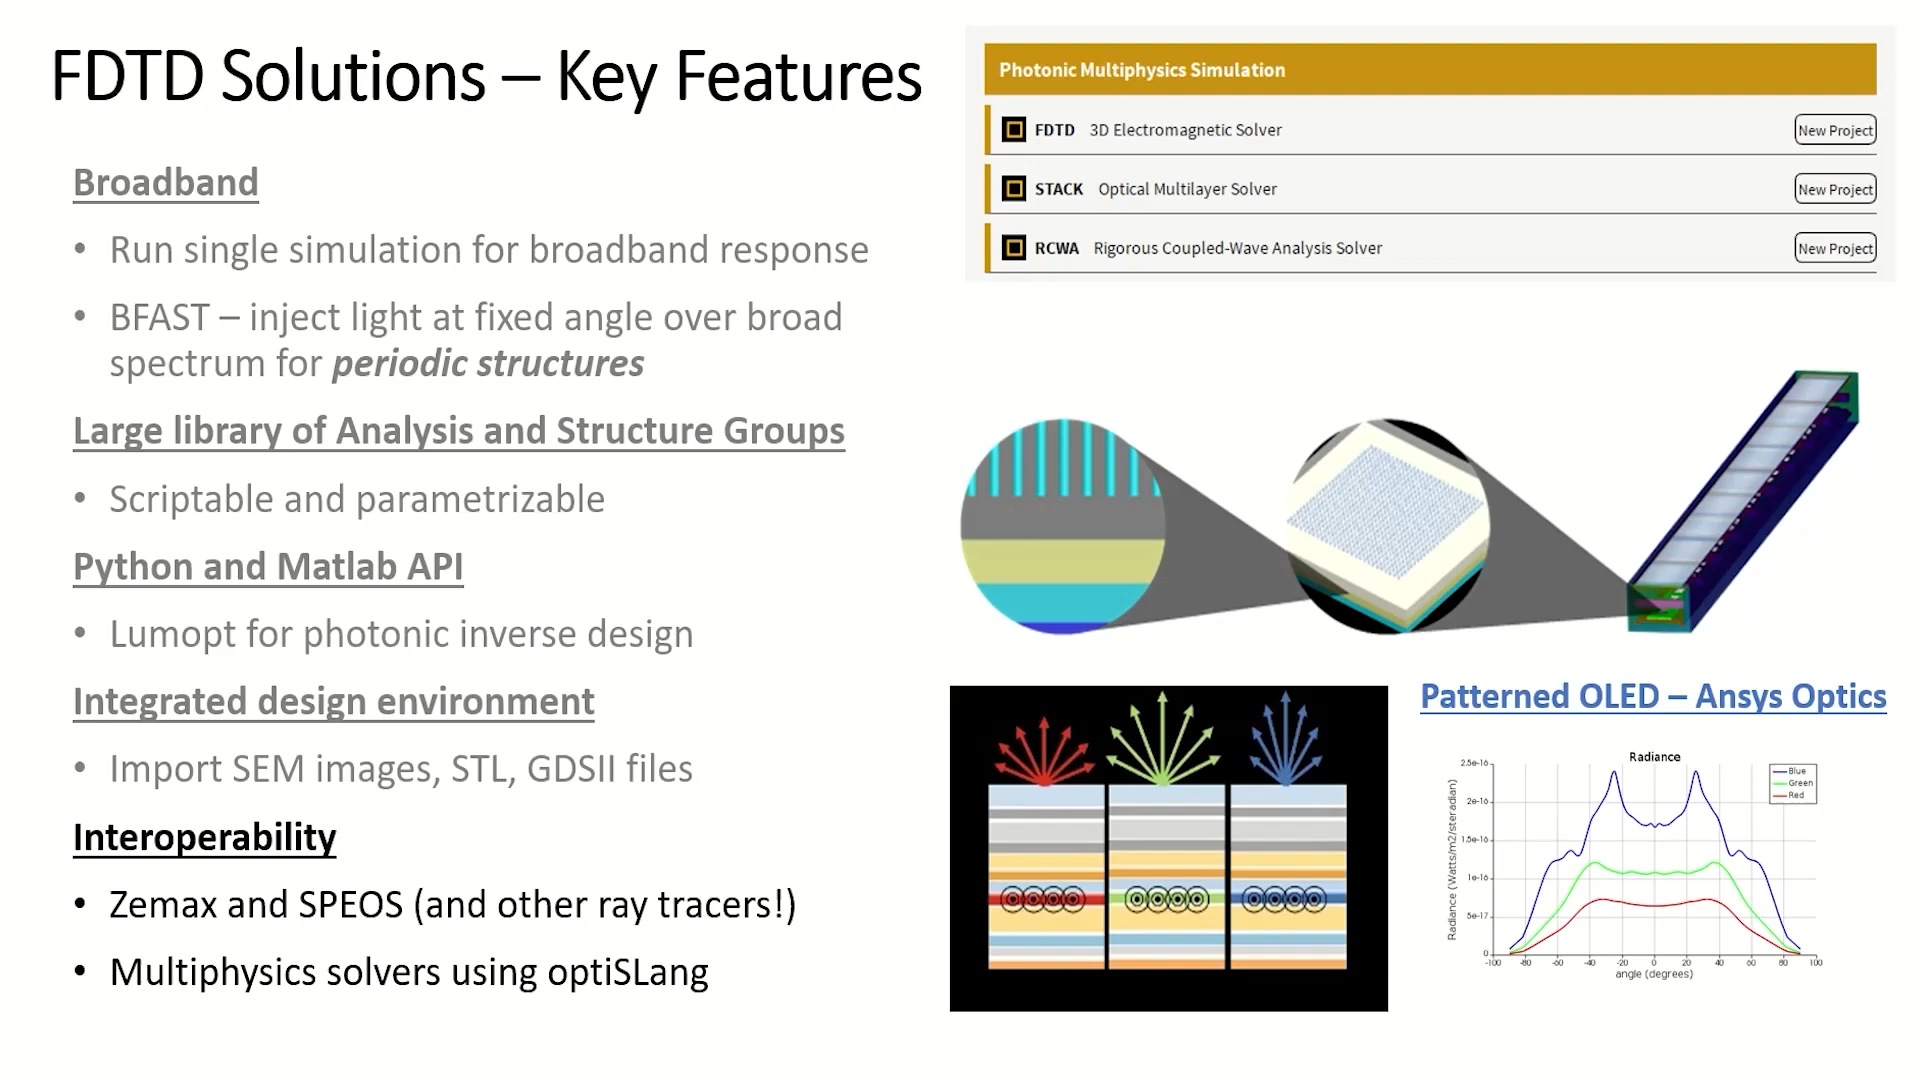 FDTD Solutions – Key Features
Broadband
• Run single simulation for broadband response
• BFAST – inject light at fixed angle over broad
spectrum for periodic structures
Large library of Analysis and Structure Groups
• Scriptable and parametrizable
Python and Matlab API
• Lumopt for photonic inverse design
Integrated design environment
• Import SEM images, STL, GDSII files
Interoperability
• Zemax and SPEOS (and other ray tracers!)
• Multiphysics solvers using optiSLang
Photonic Multiphysics Simulation
FDTD 3D Electromagnetic Solver New Project
STACK Optical Multilayer Solver New Project
RCWA Rigorous Coupled-Wave Analysis Solver New Project
Patterned OLED – Ansys Optics
Radiance
Blue
Green
Red
Radiance (Watts/m2/steradian)
2.5e-16
2e-16
1.5e-16
1e-16
5e-17
0
-100 -80 -60 -40 -20 0 20 40 60 80 100
angle (degrees)